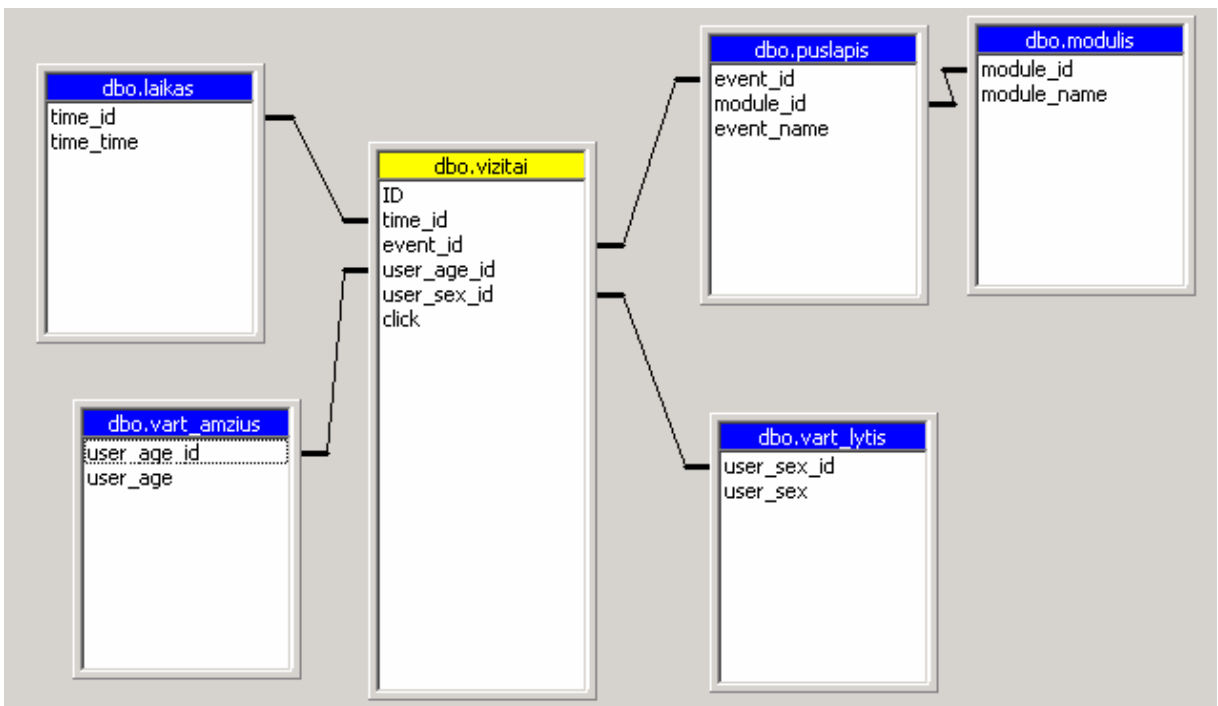 dbo.laikas
time_id
time_time
dbo.vizitai
ID
time_id
event_id
user_age_id
user_sex_id
click
dbo.puslapis
event_id
module_id
event_name
dbo.modulis
module_id
module_name
dbo.vart_amzius
user_age_id
user_age
dbo.vart_lytis
user_sex_id
user_sex